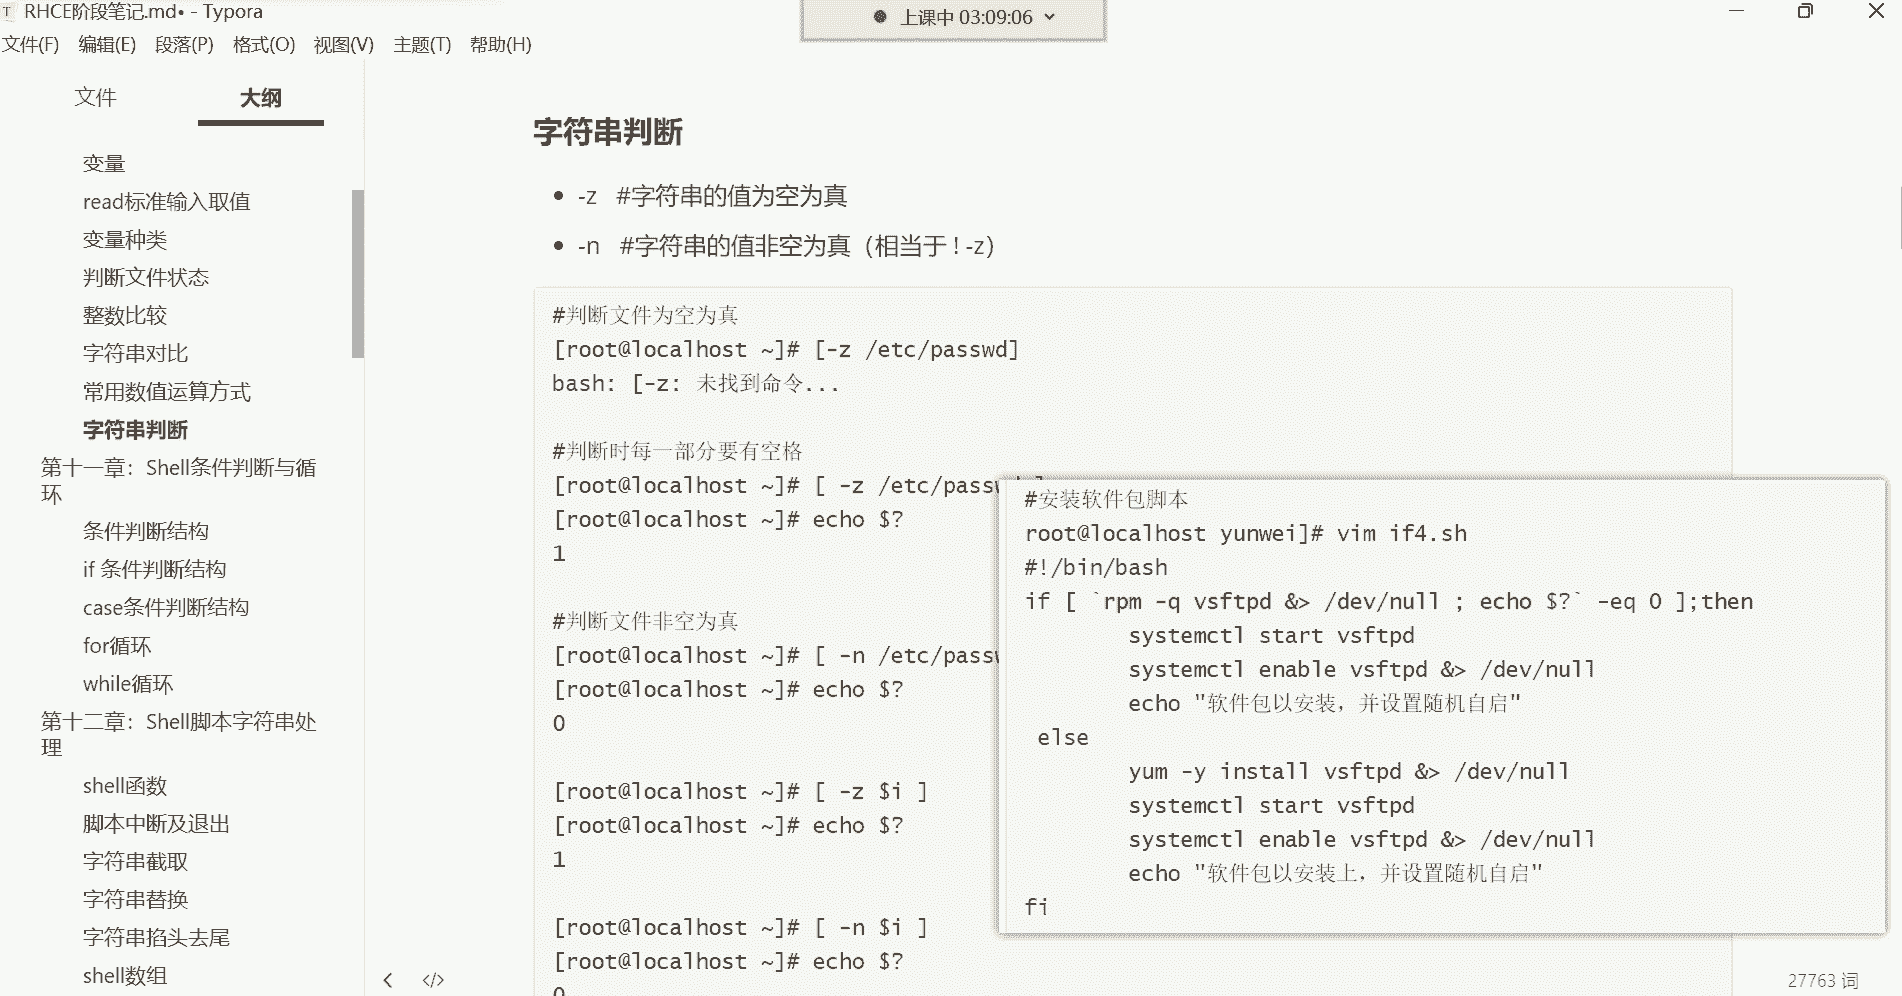 RHCE阶段笔记.md• - Typora
上课中 03:09:06
文件(F) 编辑(E) 段落(P) 格式(O) 视图(V) 主题(T) 帮助(H)
文件 大纲
变量
read标准输入取值
变量种类
判断文件状态
整数比较
字符串对比
常用数值运算方式
字符串判断
第十一章：Shell条件判断与循
环
条件判断结构
if 条件判断结构
case条件判断结构
for循环
while循环
第十二章：Shell脚本字符串处
理
shell函数
脚本中断及退出
字符串截取
字符串替换
字符串掐头去尾
shell数组
字符串判断
-z #字符串的值为空为真
-n #字符串的值非空为真（相当于 ! -z）
#判断文件为空为真
[root@localhost ~]# [-z /etc/passwd]
bash: [-z: 未找到命令...
#判断时每一部分要有空格
[root@localhost ~]# [ -z /etc/passw
[root@localhost ~]# echo $?
1
#判断文件非空为真
[root@localhost ~]# [ -n /etc/passw
[root@localhost ~]# echo $?
0
[root@localhost ~]# [ -z $i ]
[root@localhost ~]# echo $?
1
[root@localhost ~]# [ -n $i ]
[root@localhost ~]# echo $?
0
#安装软件包脚本
root@localhost yunwei]# vim if4.sh
#!/bin/bash
if [ `rpm -q vsftpd &> /dev/null ; echo $?` -eq 0 ];then
systemctl start vsftpd
systemctl enable vsftpd &> /dev/null
echo "软件包以安装，并设置随机自启"
else
yum -y install vsftpd &> /dev/null
systemctl start vsftpd
systemctl enable vsftpd &> /dev/null
echo "软件包以安装上，并设置随机自启"
fi
27763 词